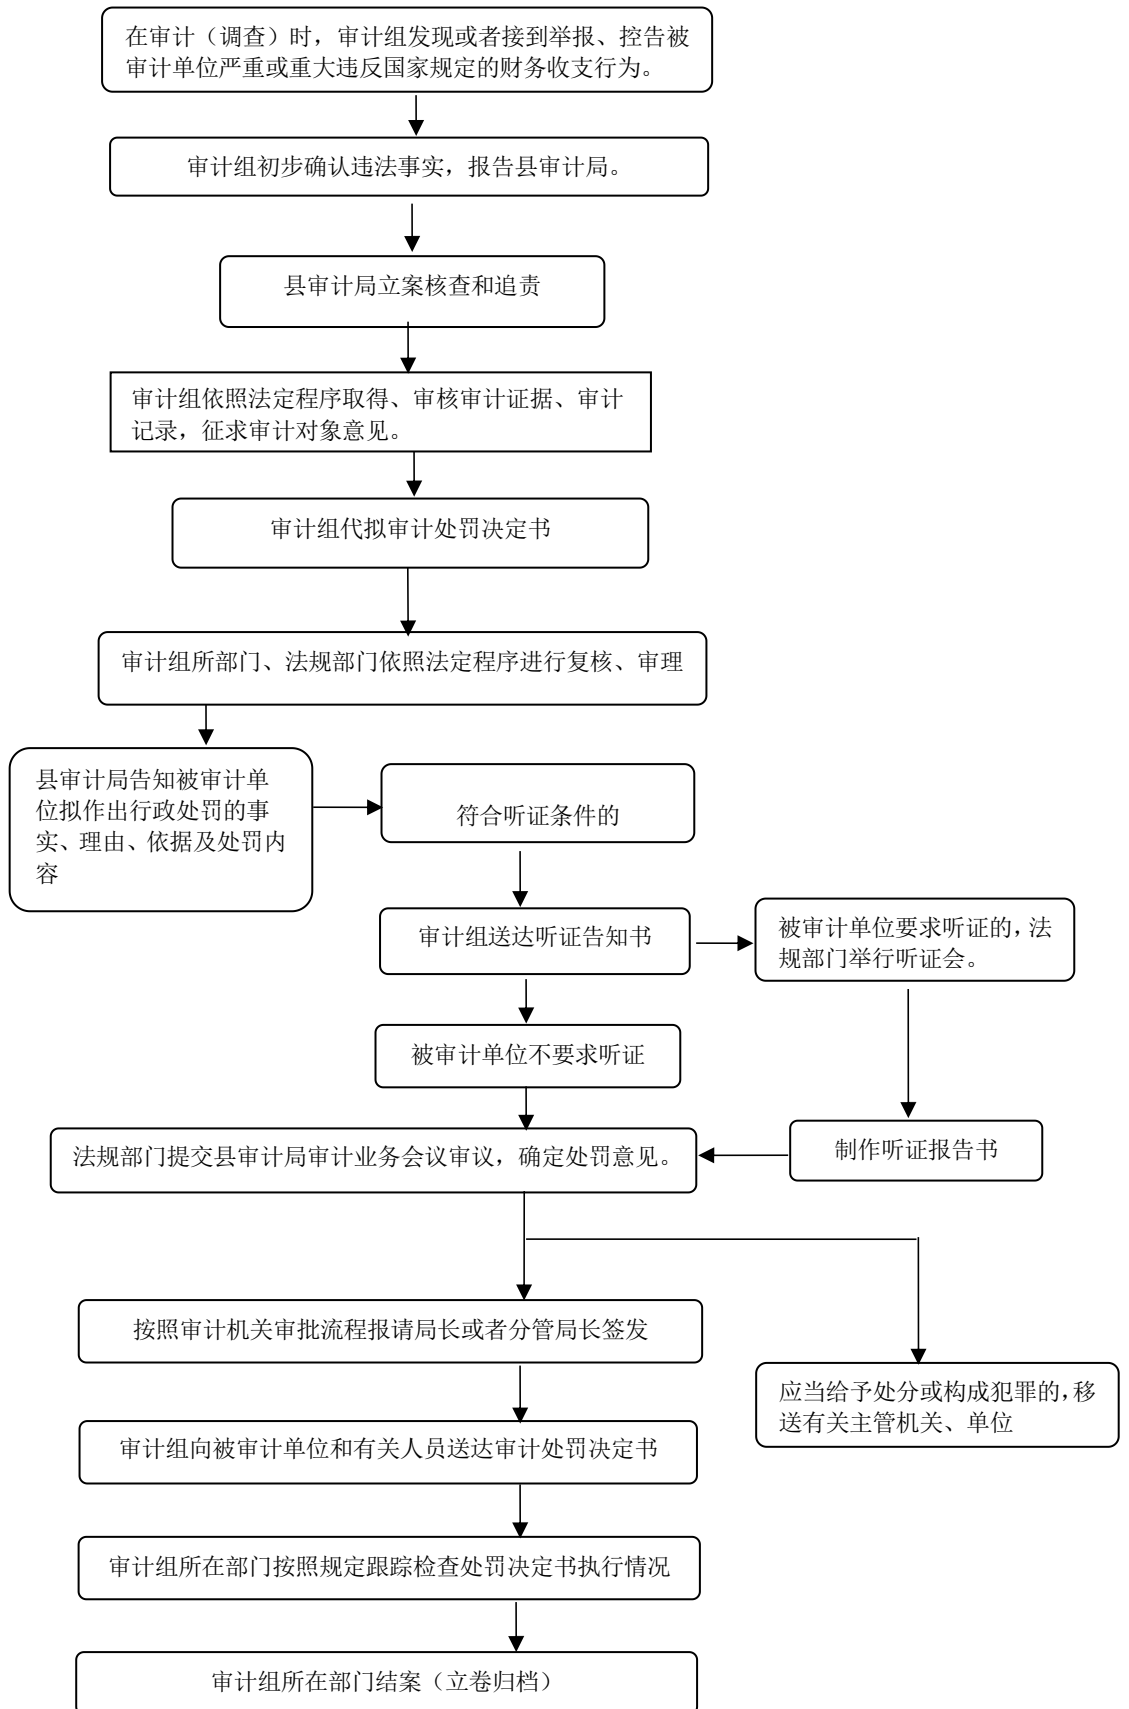 在审计（调查）时，审计组发现或者接到举报、控告被
审计单位严重或重大违反国家规定的财务收支行为。
审计组初步确认违法事实，报告县审计局。
县审计局立案核查和追责
审计组依照法定程序取得、审核审计证据、审计
记录，征求审计对象意见。
审计组代拟审计处罚决定书
审计组所部门、法规部门依照法定程序进行复核、审理
县审计局告知被审计单
位拟作出行政处罚的事
实、理由、依据及处罚内
容
符合听证条件的
审计组送达听证告知书
被审计单位要求听证的，法
规部门举行听证会。
被审计单位不要求听证
法规部门提交县审计局审计业务会议审议，确定处罚意见。
制作听证报告书
按照审计机关审批流程报请局长或者分管局长签发
应当给予处分或构成犯罪的，移
送有关主管机关、单位
审计组向被审计单位和有关人员送达审计处罚决定书
审计组所在部门按照规定跟踪检查处罚决定书执行情况
审计组所在部门结案（立卷归档）